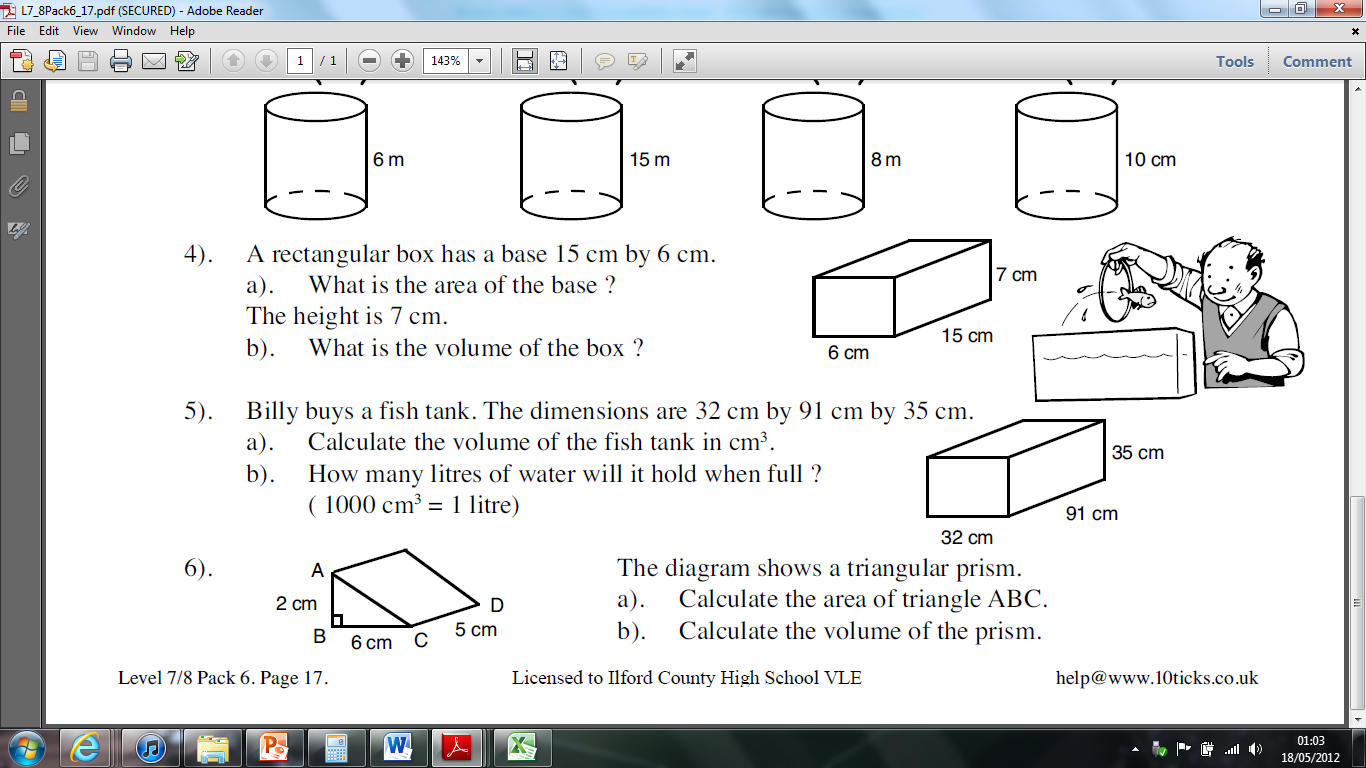 L7_8Pack6_17.pdf (SECURED) - Adobe Reader
File Edit View Window Help
1 / 1 143% Tools Comment
6 m 15 m 8 m 10 cm
4). A rectangular box has a base 15 cm by 6 cm.
a). What is the area of the base ?
The height is 7 cm.
b). What is the volume of the box ?
7 cm
15 cm
6 cm
5). Billy buys a fish tank. The dimensions are 32 cm by 91 cm by 35 cm.
a). Calculate the volume of the fish tank in cm³.
b). How many litres of water will it hold when full ?
( 1000 cm³ = 1 litre)
35 cm
91 cm
32 cm
6).
A
2 cm
B
6 cm
C
5 cm
D
The diagram shows a triangular prism.
a). Calculate the area of triangle ABC.
b). Calculate the volume of the prism.
Level 7/8 Pack 6. Page 17. Licensed to Ilford County High School VLE help@www.10ticks.co.uk
01:03
18/05/2012